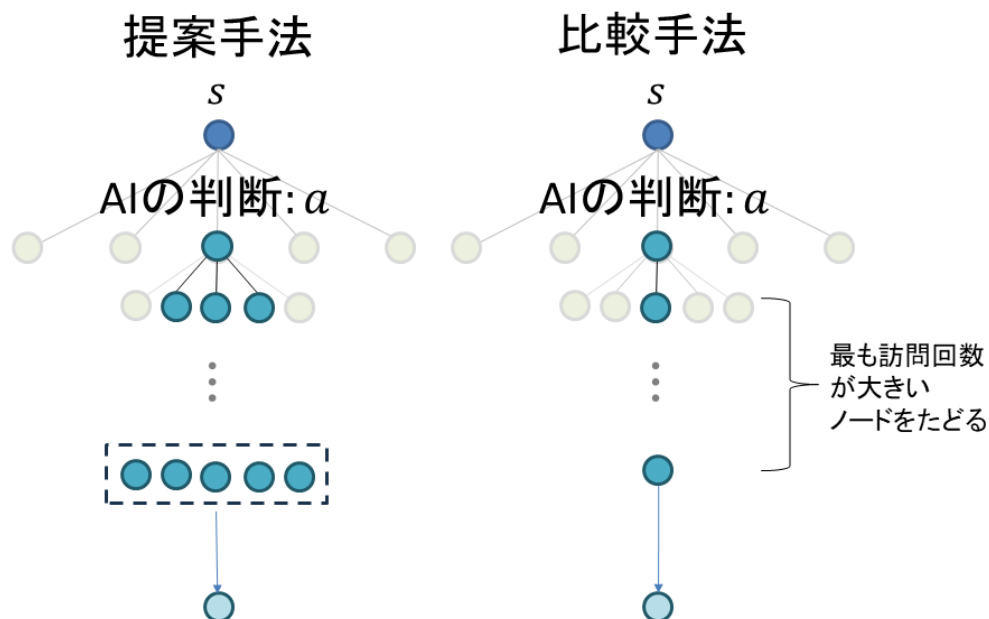 提案手法
比較手法
s
s
AIの判断: a
AIの判断: a
最も訪問回数
が大きい
ノードをたどる